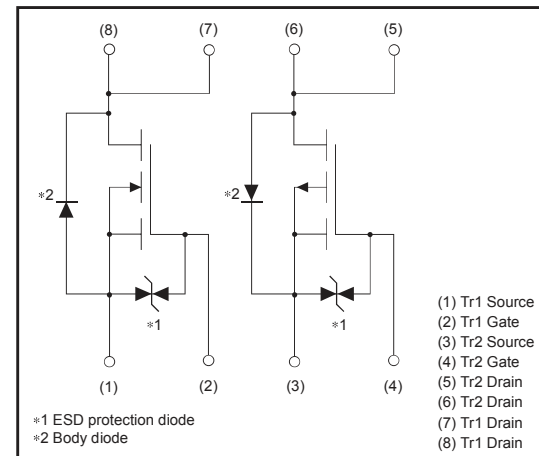 (8) (7) (6) (5)
∗2 ∗2
∗1 ∗1
(1) (2) (3) (4)
∗1 ESD protection diode
∗2 Body diode
(1) Tr1 Source
(2) Tr1 Gate
(3) Tr2 Source
(4) Tr2 Gate
(5) Tr2 Drain
(6) Tr2 Drain
(7) Tr1 Drain
(8) Tr1 Drain